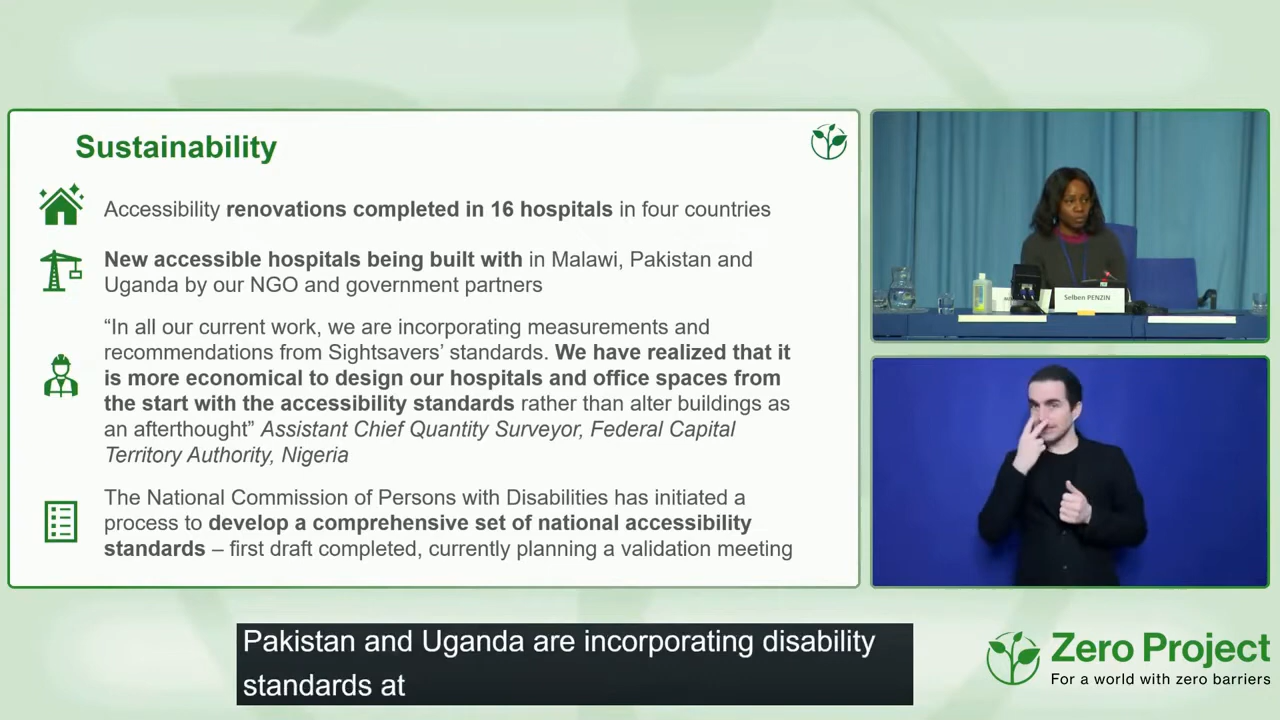 Sustainability
Accessibility renovations completed in 16 hospitals in four countries
New accessible hospitals being built with in Malawi, Pakistan and
Uganda by our NGO and government partners
“In all our current work, we are incorporating measurements and
recommendations from Sightsavers’ standards. We have realized that it
is more economical to design our hospitals and office spaces from
the start with the accessibility standards rather than alter buildings as
an afterthought” Assistant Chief Quantity Surveyor, Federal Capital
Territory Authority, Nigeria
The National Commission of Persons with Disabilities has initiated a
process to develop a comprehensive set of national accessibility
standards – first draft completed, currently planning a validation meeting
Selben PENZIN
Pakistan and Uganda are incorporating disability
standards at
Zero Project
For a world with zero barriers